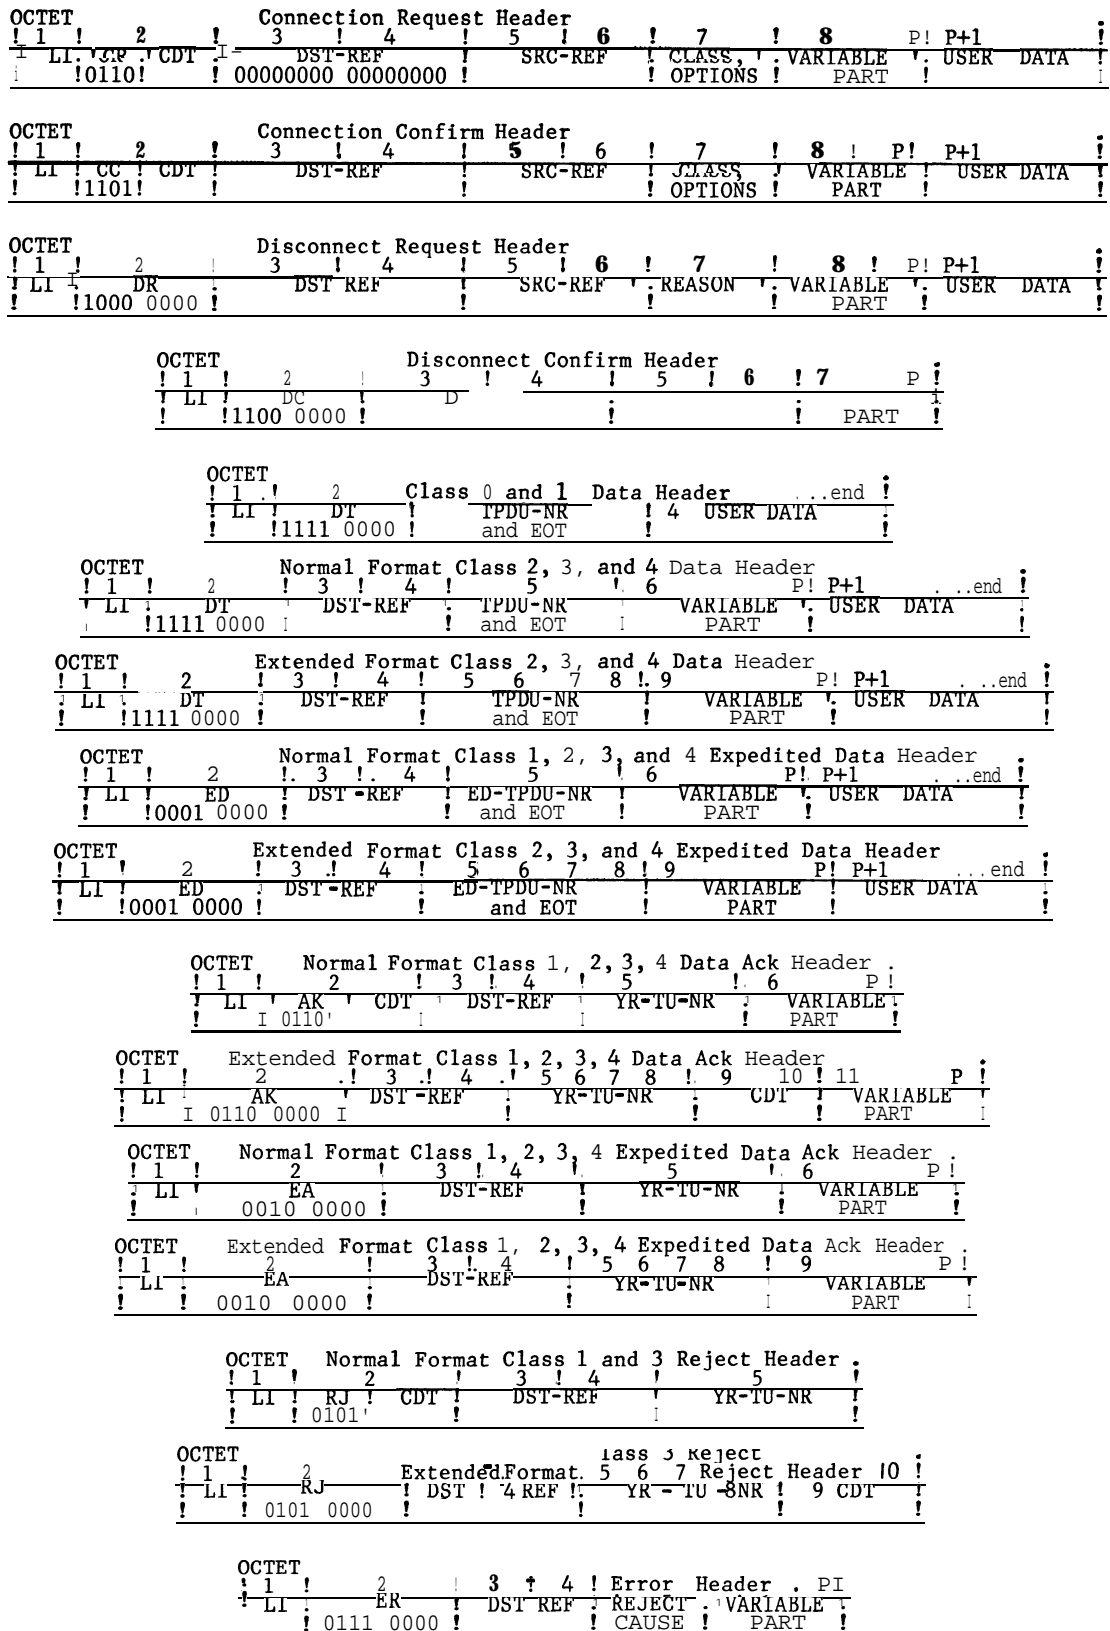 OCTET Connection Request Header
! 1 ! 2 ! 3 ! 4 ! 5 ! 6 ! 7 ! 8 P! P+1 !
LI CDT DST-REF ! SRC-REF CLASS, VARIABLE USER DATA
!0110! ! 00000000 00000000 ! ! OPTIONS ! PART !
OCTET Connection Confirm Header
! 1 ! 2 ! 3 ! 4 ! 5 ! 6 ! 7 ! 8 ! P! P+1 !
! LI ! CC ! CDT ! DST-REF ! SRC-REF ! VARIABLE ! USER DATA !
! !1101! ! ! ! OPTIONS ! PART ! !
OCTET Disconnect Request Header
! 1 ! 2 ! 3 ! 4 ! 5 ! 6 ! 7 ! 8 ! P! P+1 !
! LI DR ! DST REF ! SRC-REF REASON VARIABLE USER DATA !
! !1000 0000 ! ! ! ! PART ! !
OCTET Disconnect Confirm Header
! 1 ! 2 ! 3 ! 4 ! 5 ! 6 ! 7 P !
! LI DC D
! !1100 0000 ! ! ! PART !
OCTET
! 1 .! 2 Class 0 and 1 Data Header ...end !
! LI ! DT ! TPDU-NR ! 4 USER DATA
! !1111 0000 ! and EOT ! !
OCTET Normal Format Class 2, 3, and 4 Data Header
! 1 ! 2 ! 3 ! 4 ! 5 ! 6 P! P+1 ...end !
LI ! DT DST-REF TPDU-NR VARIABLE USER DATA
!1111 0000 I ! and EOT I PART ! !
OCTET Extended Format Class 2, 3, and 4 Data Header
! 1 ! 2 ! 3 ! 4 ! 5 6 7 8 !. 9 P! P+1 ...end !
LI DT ! DST-REF ! TPDU-NR ! VARIABLE USER DATA
! !1111 0000 ! ! and EOT ! PART ! !
OCTET Normal Format Class 1, 2, 3, and 4 Expedited Data Header
! 1 ! 2 !. 3 !. 4 ! 5 ! 6 P! P+1 ...end !
! LI ! ED ! DST -REF ! ED-TPDU-NR ! VARIABLE USER DATA
! !0001 0000 ! ! and EOT ! PART ! !
OCTET Extended Format Class 2, 3, and 4 Expedited Data Header
! 1 ! 2 ! 3 .! 4 ! 5 6 7 8 ! 9 P! P+1 ...end !
! LI ! ED ! DST -REF ! ED-TPDU-NR ! VARIABLE ! USER DATA !
! !0001 0000 ! ! and EOT ! PART ! !
OCTET Normal Format Class 1, 2, 3, 4 Data Ack Header .
! 1 ! 2 ! 3 !. 4 ! 5 !. 6 P !
! LI ' AK ' CDT DST-REF YR-TU-NR VARIABLE
! I 0110' I I ! PART !
OCTET Extended Format Class 1, 2, 3, 4 Data Ack Header
! 1 ! 2 .! 3 .! 4 .! 5 6 7 8 !. 9 10 ! 11 P !
! LI AK DST -REF ! YR-TU-NR ! CDT ! VARIABLE
! I 0110 0000 I ! ! ! PART I
OCTET Normal Format Class 1, 2, 3, 4 Expedited Data Ack Header .
! 1 ! 2 ! 3 !. 4 ! 5 ! 6 P !
LI EA DST-REF YR-TU-NR VARIABLE
! 0010 0000 ! ! ! PART !
OCTET Extended Format Class 1, 2, 3, 4 Expedited Data Ack Header .
! 1 ! 2 ! 3 !. 4 ! 5 6 7 8 ! 9 P !
LI EA DST-REF YR-TU-NR VARIABLE
! ! 0010 0000 ! ! I PART I
OCTET Normal Format Class 1 and 3 Reject Header .
! 1 ! 2 ! 3 ! 4 ! 5 !
! LI ! RJ ! CDT ! DST-REF YR-TU-NR !
! ! 0101' ! I !
OCTET lass 3 Reject
! 1 ! 2 Extended.Format. 5 6 7 Reject Header 10 !
LI RJ ! DST ! 4 REF !. YR - TU -8NR ! 9 CDT
! ! 0101 0000 ! ! ! !
OCTET
! 1 ! 2 ! 3 4 ! Error Header . PI
LI ER DST REF REJECT VARIABLE
! 0111 0000 ! ! CAUSE ! PART !